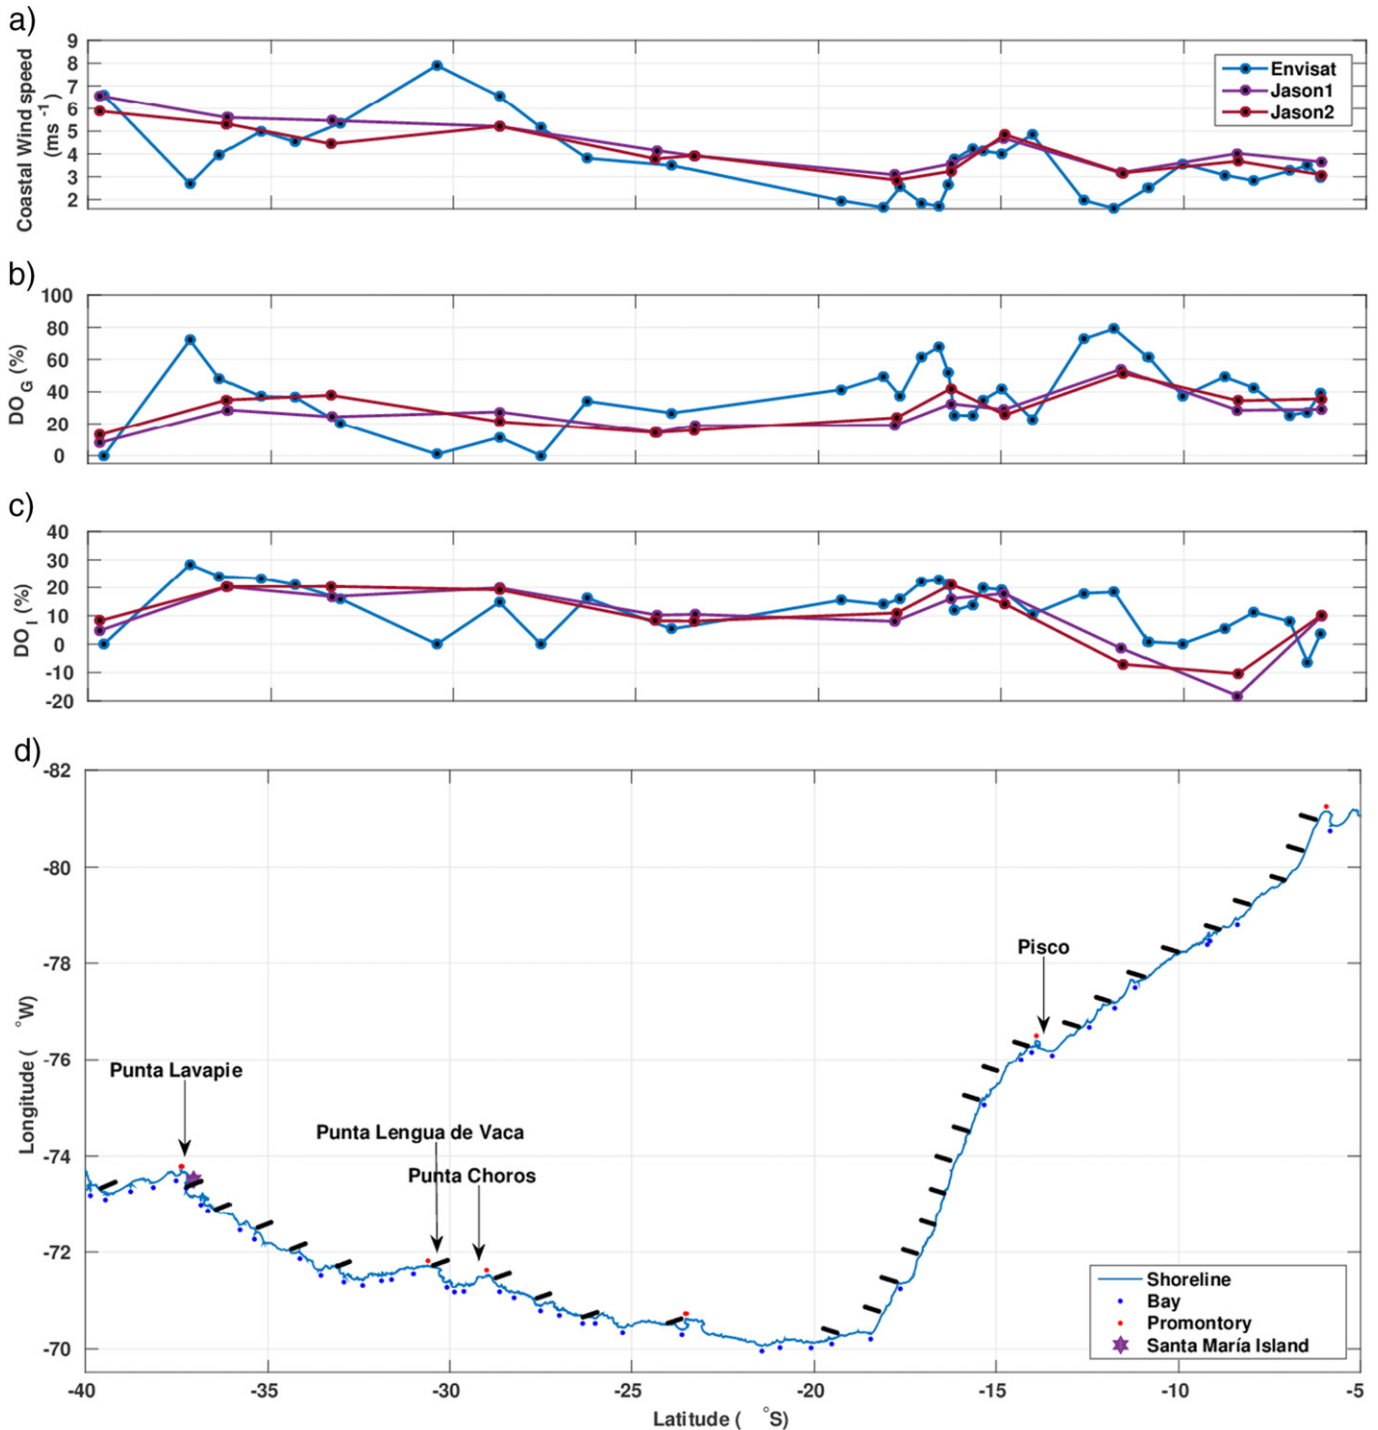 a)
Coastal Wind speed
(ms -1)
9
8
7
6
5
4
3
2
Envisat
Jason1
Jason2
b)
DO G (%)
100
80
60
40
20
0
c)
DO I (%)
40
30
20
10
0
-10
-20
d)
Longitude ( °W)
-82
-80
-78
-76
-74
-72
-70
Pisco
Punta Lavapie
Punta Lengua de Vaca
Punta Choros
Shoreline
Bay
Promontory
Santa María Island
-40
-35
-30
-25
-20
-15
-10
-5
Latitude ( °S)